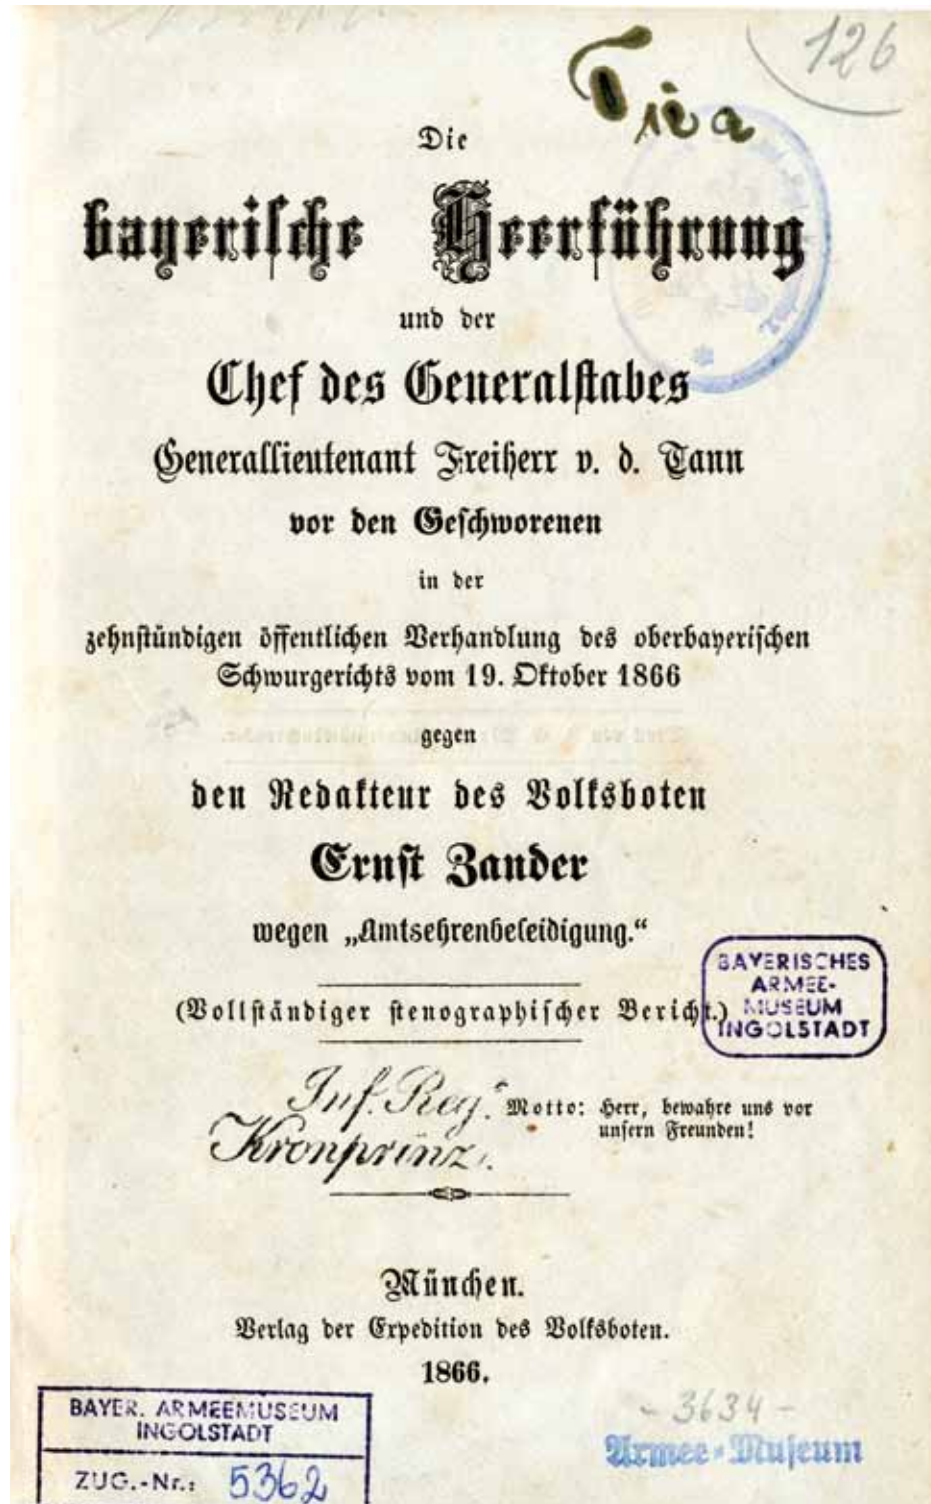 126
Die
bayerische Heerführung
und der
Chef des Generalstabes
Generallieutenant Freiherr v. d. Tann
vor den Geschworenen
in der
zehnstündigen öffentlichen Verhandlung des oberbayerischen
Schwurgerichts vom 19. Oktober 1866
gegen
den Redakteur des Volksboten
Ernst Zander
wegen „Amtsehrenbeleidigung.“
(Vollständiger stenographischer Bericht.)
BAYERISCHES
ARMEE-
MUSEUM
INGOLSTADT
Inf. Reg.
Kronprinz.
Motto: Herr, bewahre uns vor
unsern Freunden!
München.
Verlag der Expedition des Volksboten.
1866.
BAYER. ARMEEMUSEUM
INGOLSTADT
ZUG.-Nr.: 5362
- 3634 -
Armee-Museum